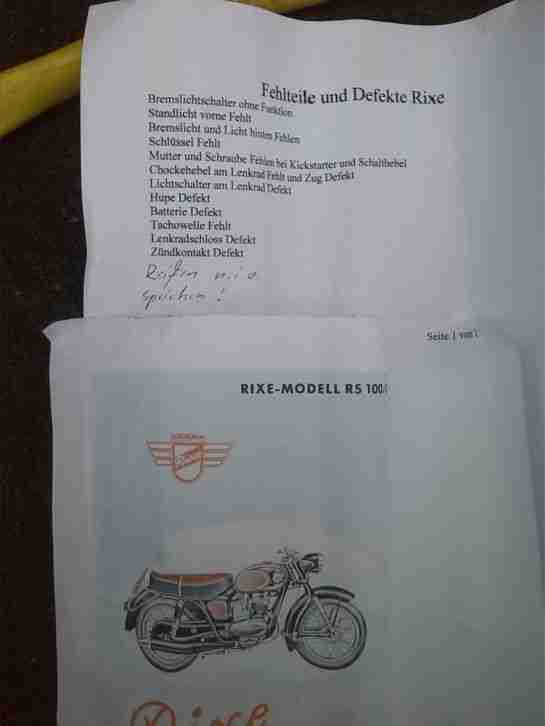 Fehlteile und Defekte Rixe
Bremslichtschalter ohne Funktion
Standlicht vorne Fehlt
Bremslicht und Licht hinten Fehlen
Schlüssel Fehlt
Mutter und Schraube Fehlen bei Kickstarter und Schalthebel
Chockehebel am Lenkrad Fehlt und Zug Defekt
Lichtschalter am Lenkrad Defekt
Hupe Defekt
Batterie Defekt
Tachowelle Fehlt
Lenkradschloss Defekt
Zündkontakt Defekt
Reifen
speichen!
Seite 1 von 1
RIXE-MODELL RS 100/
Rixe